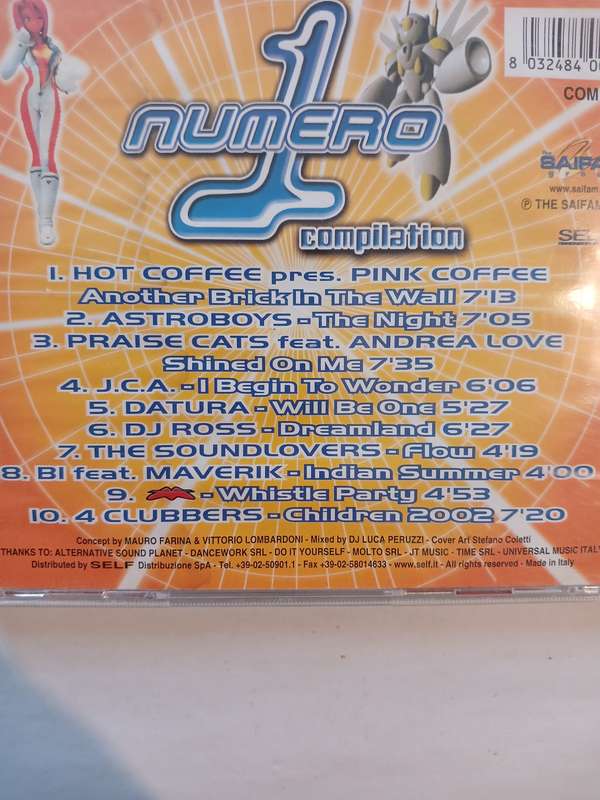 8 032484 0
COM
1
NUMERO
compilation
The SAIFA
group
www.saifam
℗ THE SAIFAM
SEL
1. HOT COFFEE pres. PINK COFFEE
Another Brick In The Wall 7'13
2. ASTROBOYS - The Night 7'05
3. PRAISE CATS feat. ANDREA LOVE
Shined On Me 7'35
4. J.C.A. - I Begin To Wonder 6'06
5. DATURA - Will Be One 5'27
6. DJ ROSS - Dreamland 6'27
7. THE SOUNDLOVERS - Flow 4'19
8. BI feat. MAVERIK - Indian Summer 4'00
9. - Whistle Party 4'53
10. 4 CLUBBERS - Children 2002 7'20
Concept by MAURO FARINA & VITTORIO LOMBARDONI - Mixed by DJ LUCA PERUZZI - Cover Art Stefano Coletti
THANKS TO: ALTERNATIVE SOUND PLANET - DANCEWORK SRL - DO IT YOURSELF - MOLTO SRL - JT MUSIC - TIME SRL - UNIVERSAL MUSIC ITALY
Distributed by SELF Distribuzione SpA - Tel. +39-02-50901.1 - Fax +39-02-58014633 - www.self.it - All rights reserved - Made in Italy